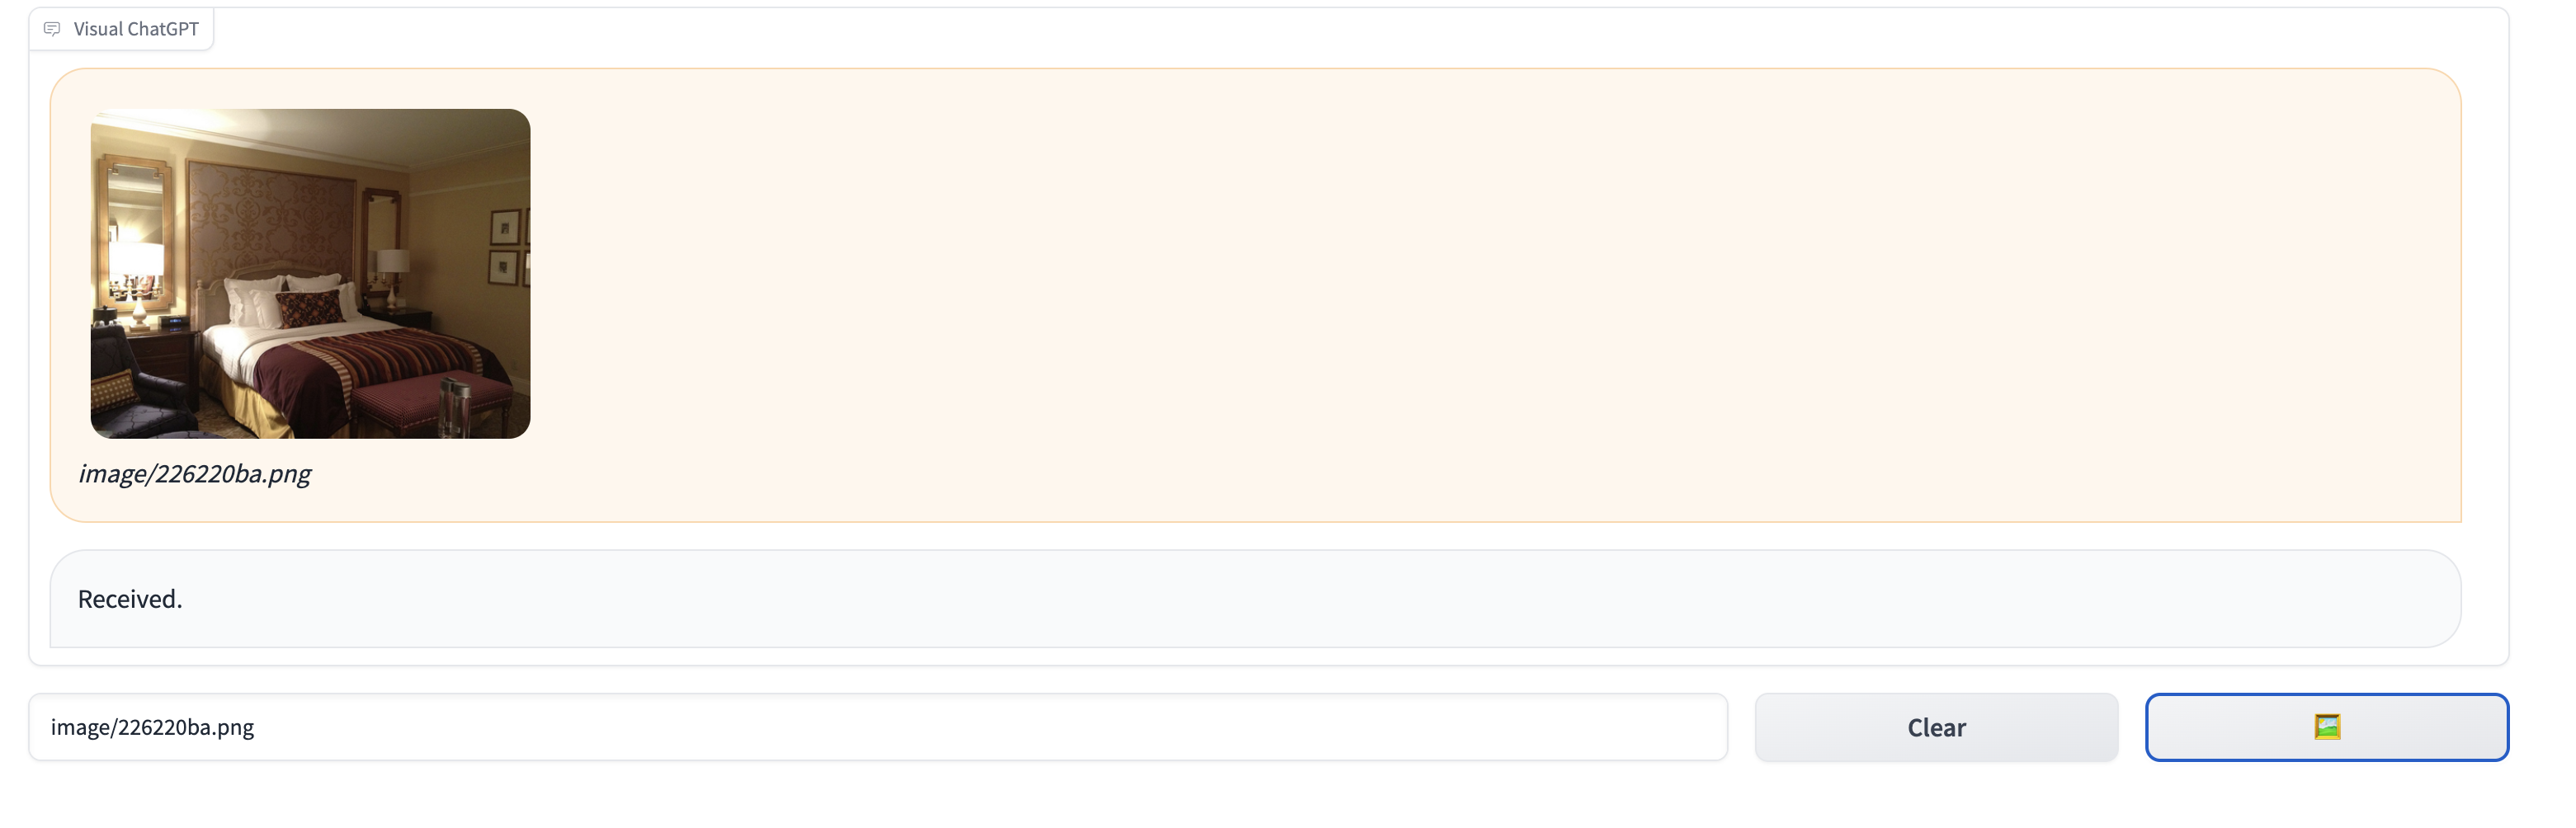 Visual ChatGPT
image/226220ba.png
Received.
image/226220ba.png
Clear